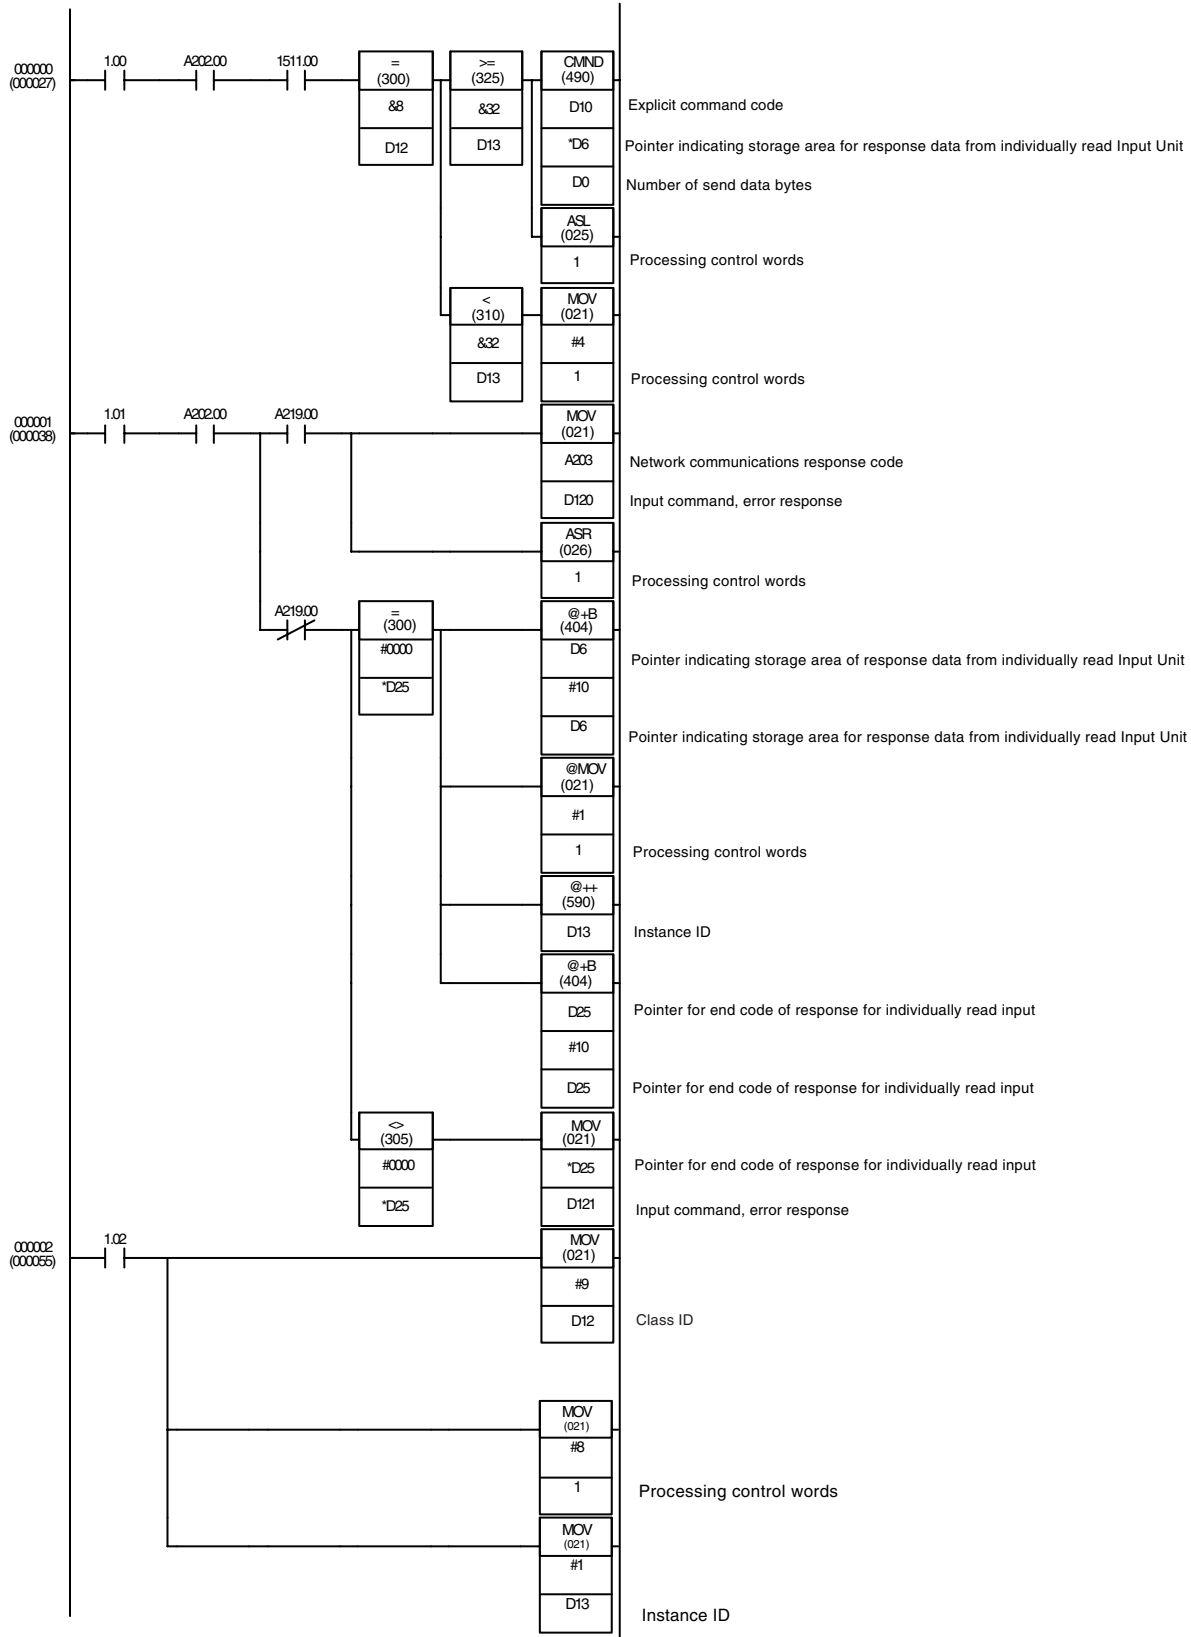 1.00 A202.00 1511.00 = >= CMND
000000 (300) (325) (490)
(000027)
&8 &32 D10 Explicit command code
D12 D13 *D6 Pointer indicating storage area for response data from individually read Input Unit
D0 Number of send data bytes
ASL
(025)
1 Processing control words
< MOV
(310) (021)
&32 #4
D13 1 Processing control words
1.01 A202.00 A219.00 MOV
000001 (021)
(000038)
A203 Network communications response code
D120 Input command, error response
ASR
(026)
1 Processing control words
A219.00 = @+B
(300) (404)
#0000 D6 Pointer indicating storage area of response data from individually read Input Unit
*D25 #10
D6 Pointer indicating storage area for response data from individually read Input Unit
@MOV
(021)
#1
1 Processing control words
@++
(590)
D13 Instance ID
@+B
(404)
D25 Pointer for end code of response for individually read input
#10
D25 Pointer for end code of response for individually read input
<> MOV
(305) (021)
#0000 *D25 Pointer for end code of response for individually read input
*D25 D121 Input command, error response
1.02 MOV
000002 (021)
(000055)
#9
D12 Class ID
MOV
(021)
#8
1 Processing control words
MOV
(021)
#1
D13 Instance ID